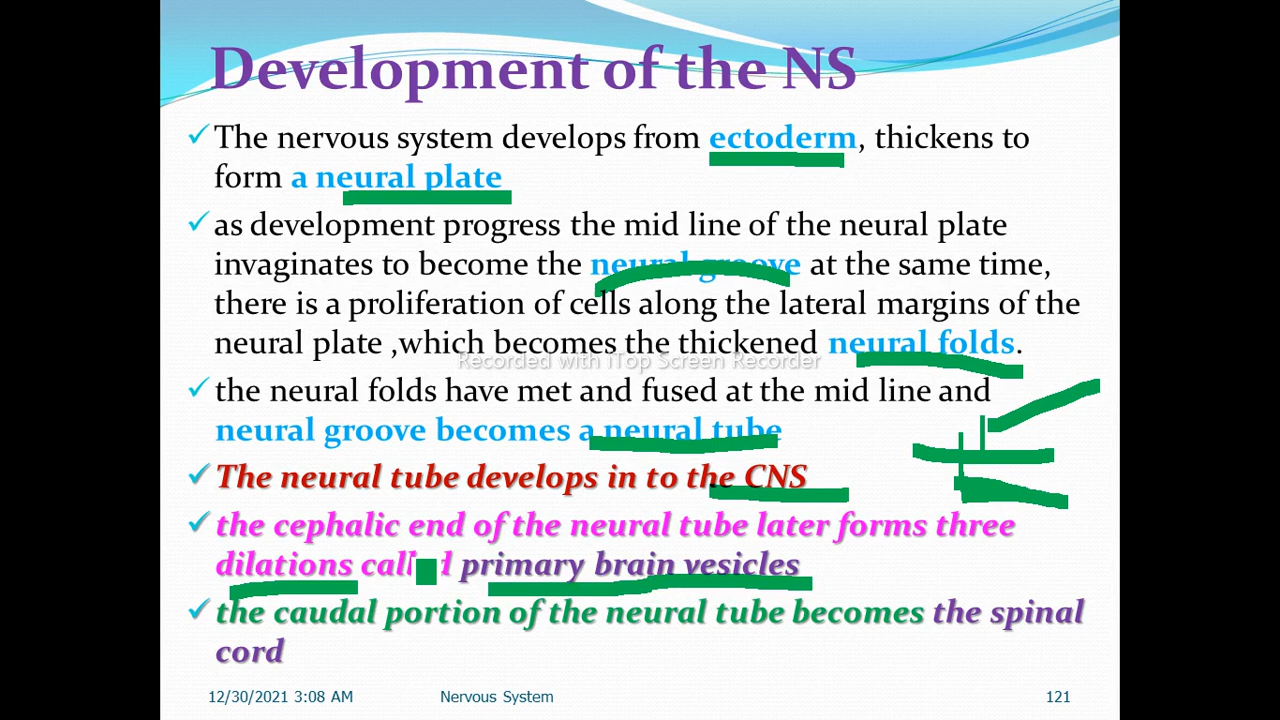 Development of the NS
✓The nervous system develops from ectoderm, thickens to
form a neural plate
✓as development progress the mid line of the neural plate
invaginates to become the neural groove at the same time,
there is a proliferation of cells along the lateral margins of the
neural plate ,which becomes the thickened neural folds.
Recorded with iTop Screen Recorder
✓the neural folds have met and fused at the mid line and
neural groove becomes a neural tube
✓The neural tube develops in to the CNS
✓the cephalic end of the neural tube later forms three
dilations called primary brain vesicles
✓the caudal portion of the neural tube becomes the spinal
cord
12/30/2021 3:08 AM Nervous System 121